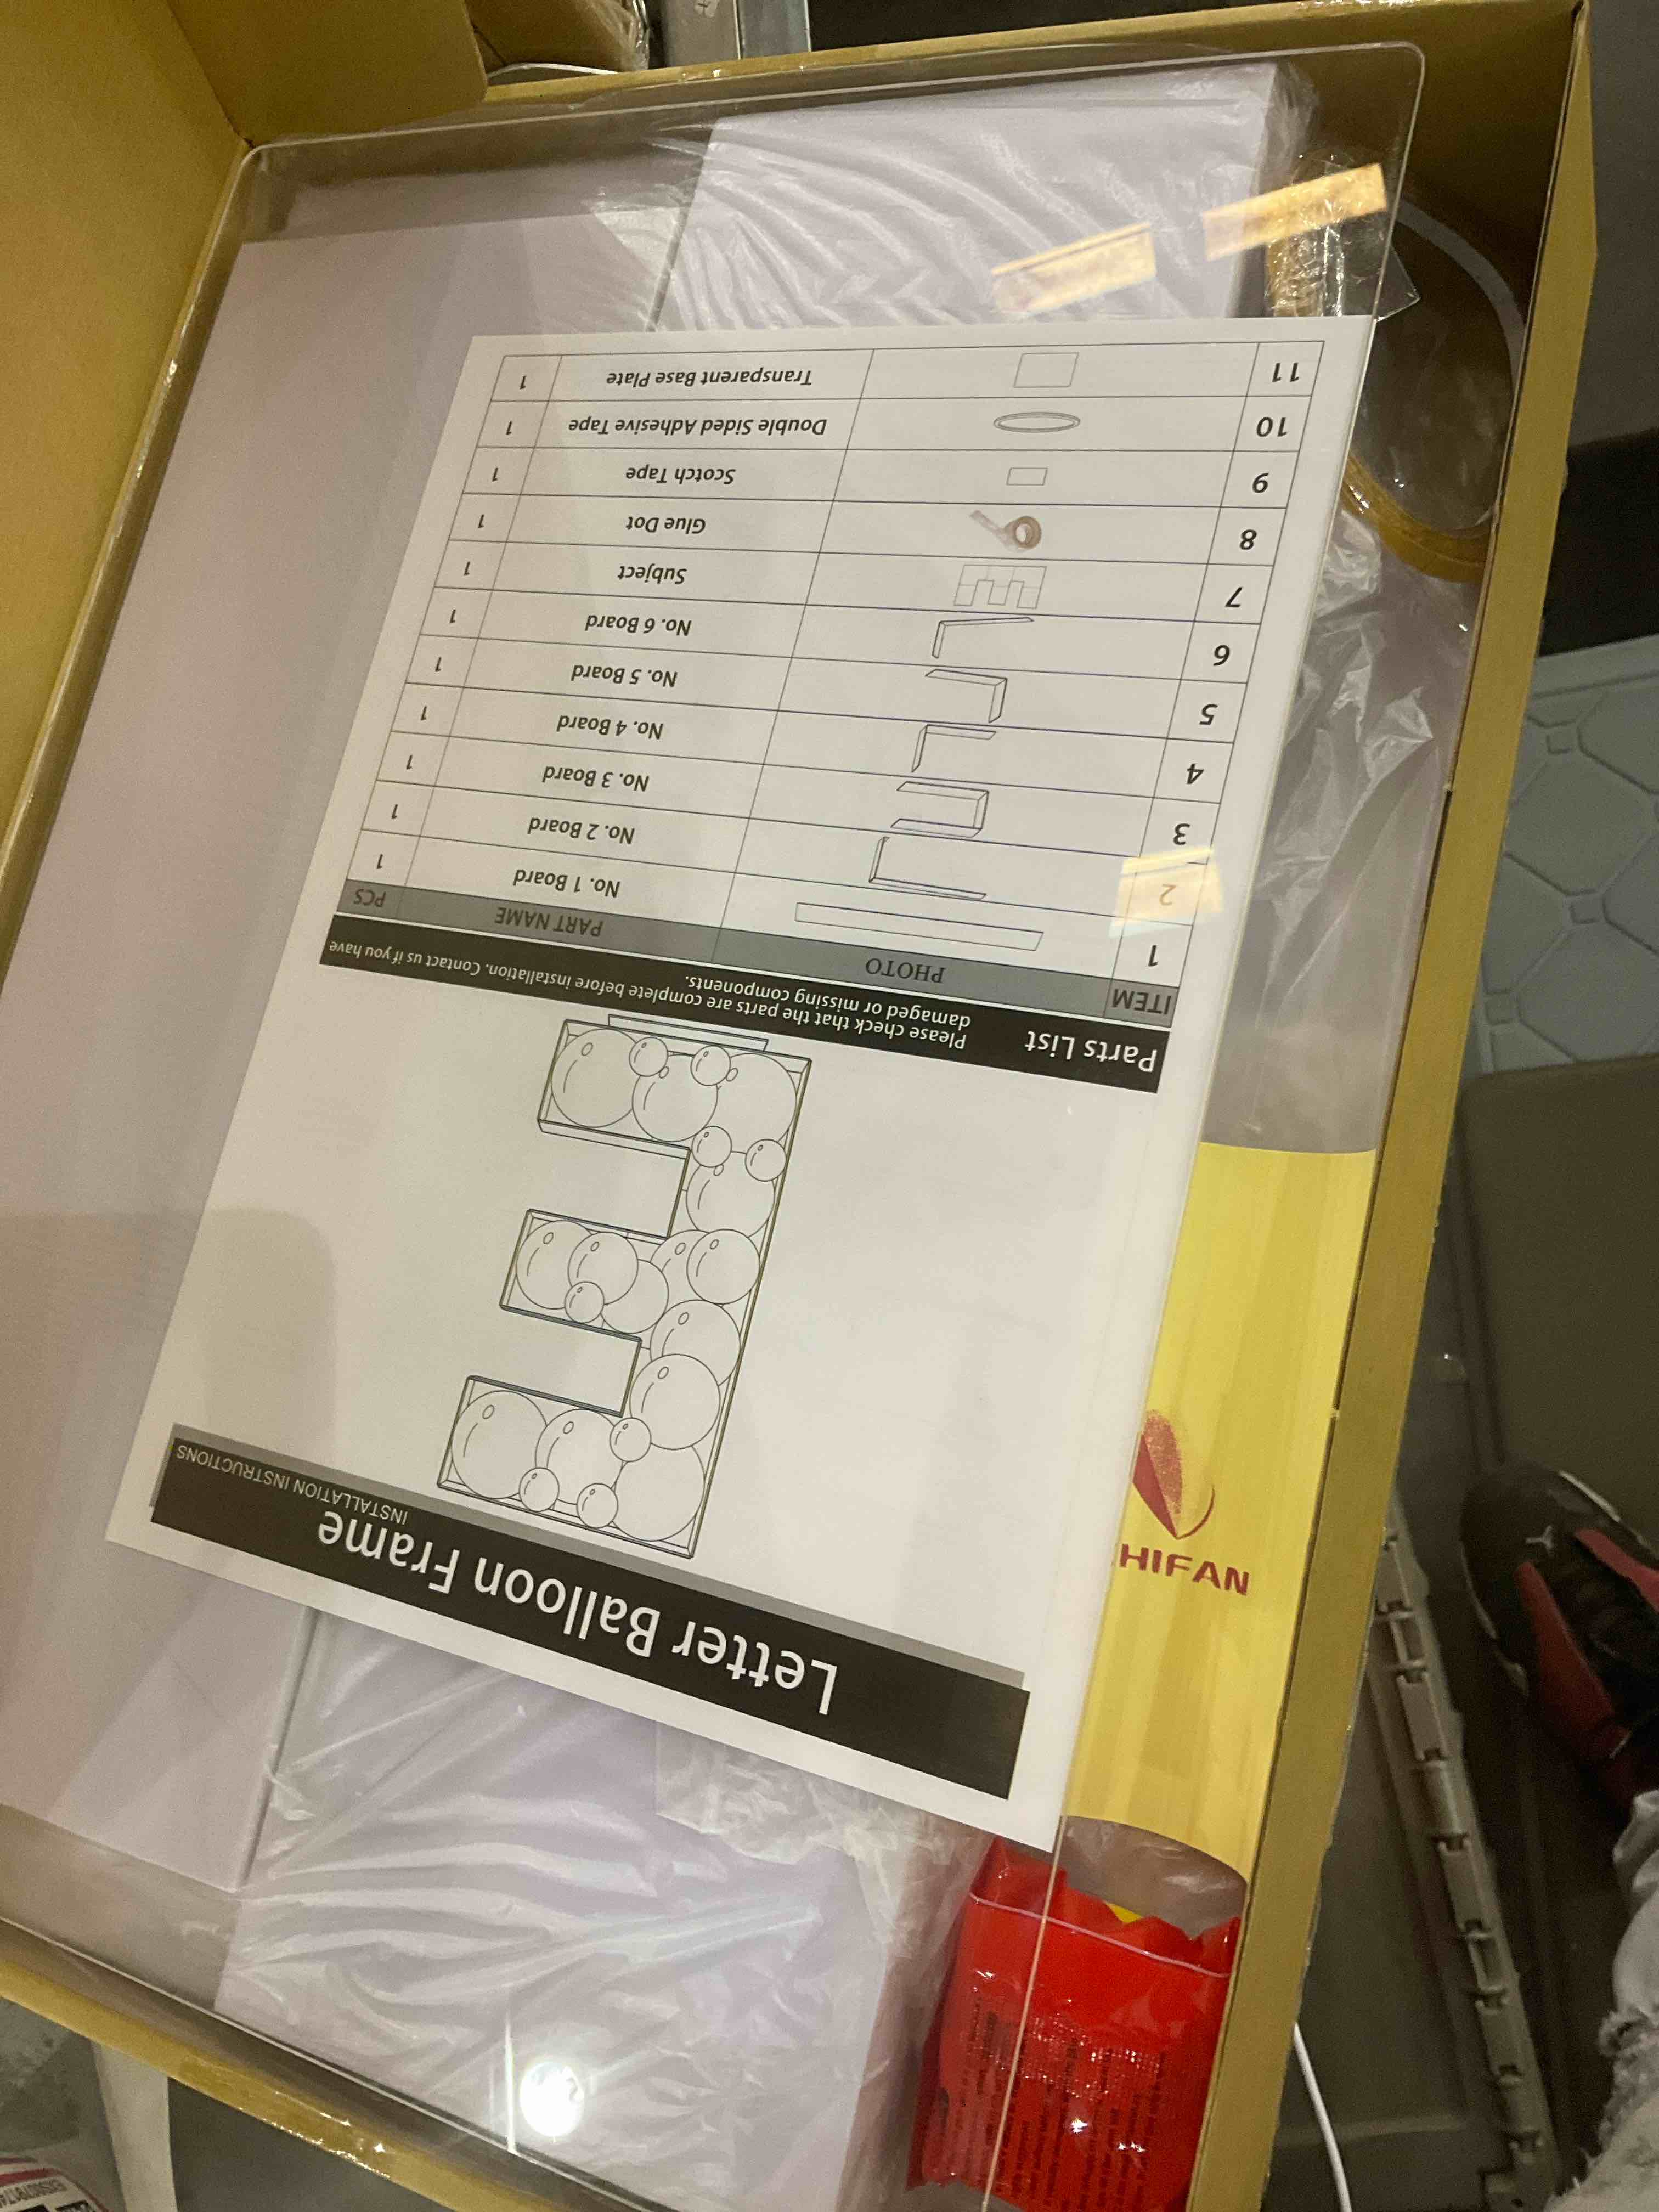 Letter Balloon Frame
INSTALLATION INSTRUCTIONS
Parts List
Please check that the parts are complete before installation. Contact us if you have
damaged or missing components.
ITEM PHOTO PART NAME PCS
1 No. 1 Board 1
2 No. 2 Board 1
3 No. 3 Board 1
4 No. 4 Board 1
5 No. 5 Board 1
6 No. 6 Board 1
7 Subject 1
8 Glue Dot 1
9 Scotch Tape 1
10 Double Sided Adhesive Tape 1
11 Transparent Base Plate 1
HIFAN